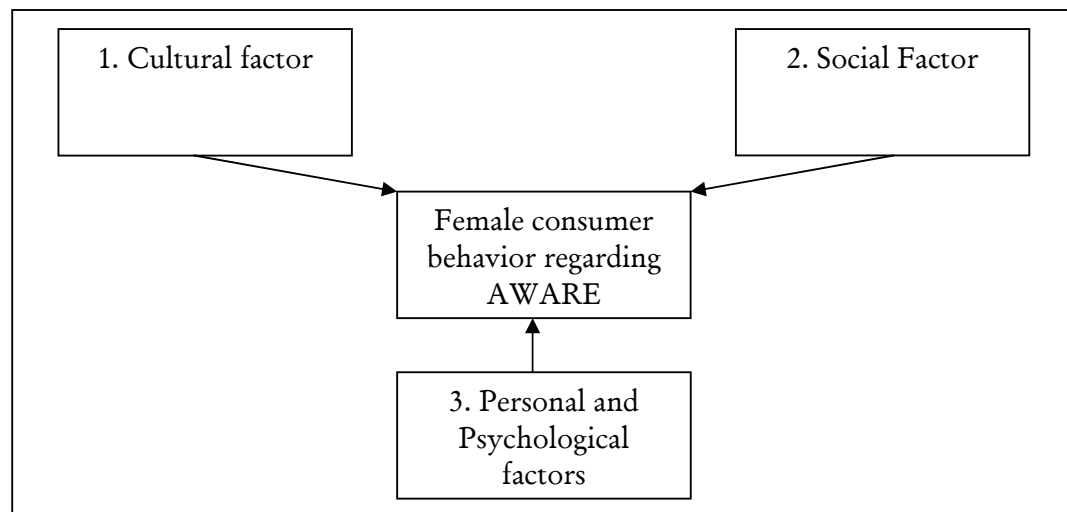 1. Cultural factor
2. Social Factor
Female consumer
behavior regarding
AWARE
3. Personal and
Psychological
factors